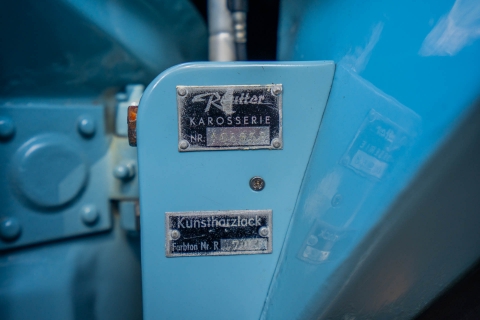 Reutter
KAROSSERIE
NR.
Kunstharzlack
Farbton Nr. R